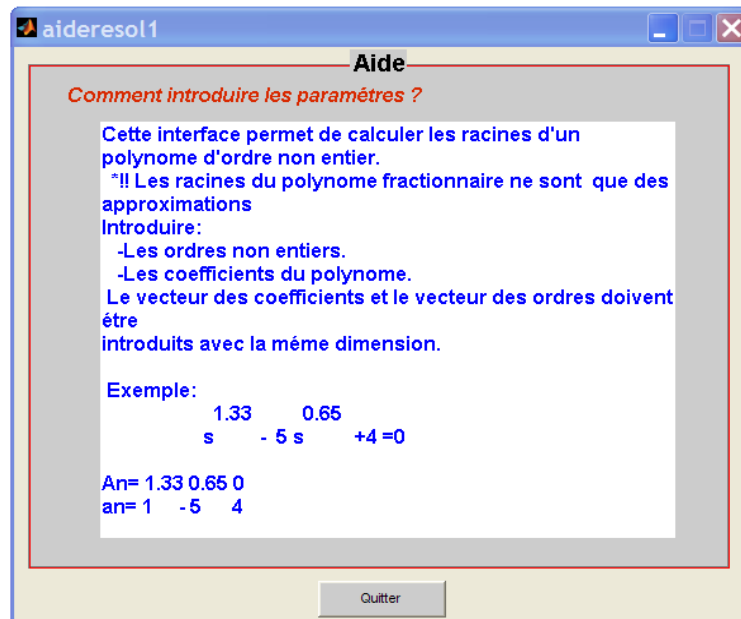 aideresol1
Aide
Comment introduire les paramétres ?
Cette interface permet de calculer les racines d'un
polynome d'ordre non entier.
*!! Les racines du polynome fractionnaire ne sont que des
approximations
Introduire:
-Les ordres non entiers.
-Les coefficients du polynome.
Le vecteur des coefficients et le vecteur des ordres doivent
étre
introduits avec la méme dimension.
Exemple:
1.33 0.65
s - 5 s +4 =0
An= 1.33 0.65 0
an= 1 - 5 4
Quitter